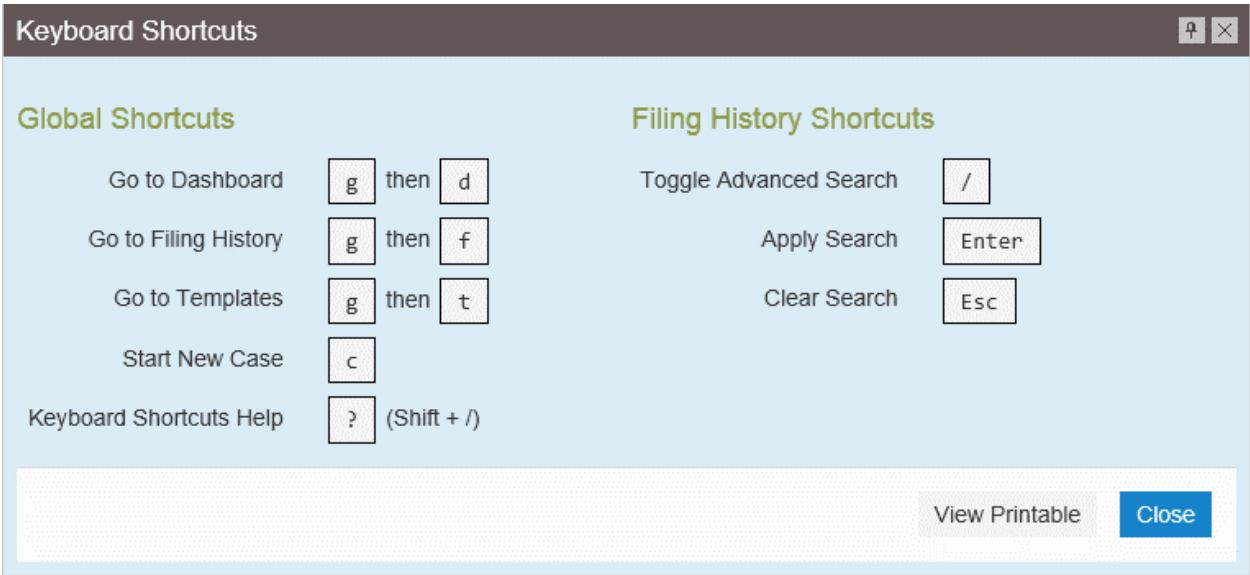 Keyboard Shortcuts
Global Shortcuts
Go to Dashboard g then d
Go to Filing History g then f
Go to Templates g then t
Start New Case c
Keyboard Shortcuts Help ? (Shift + /)
Filing History Shortcuts
Toggle Advanced Search /
Apply Search Enter
Clear Search Esc
View Printable Close